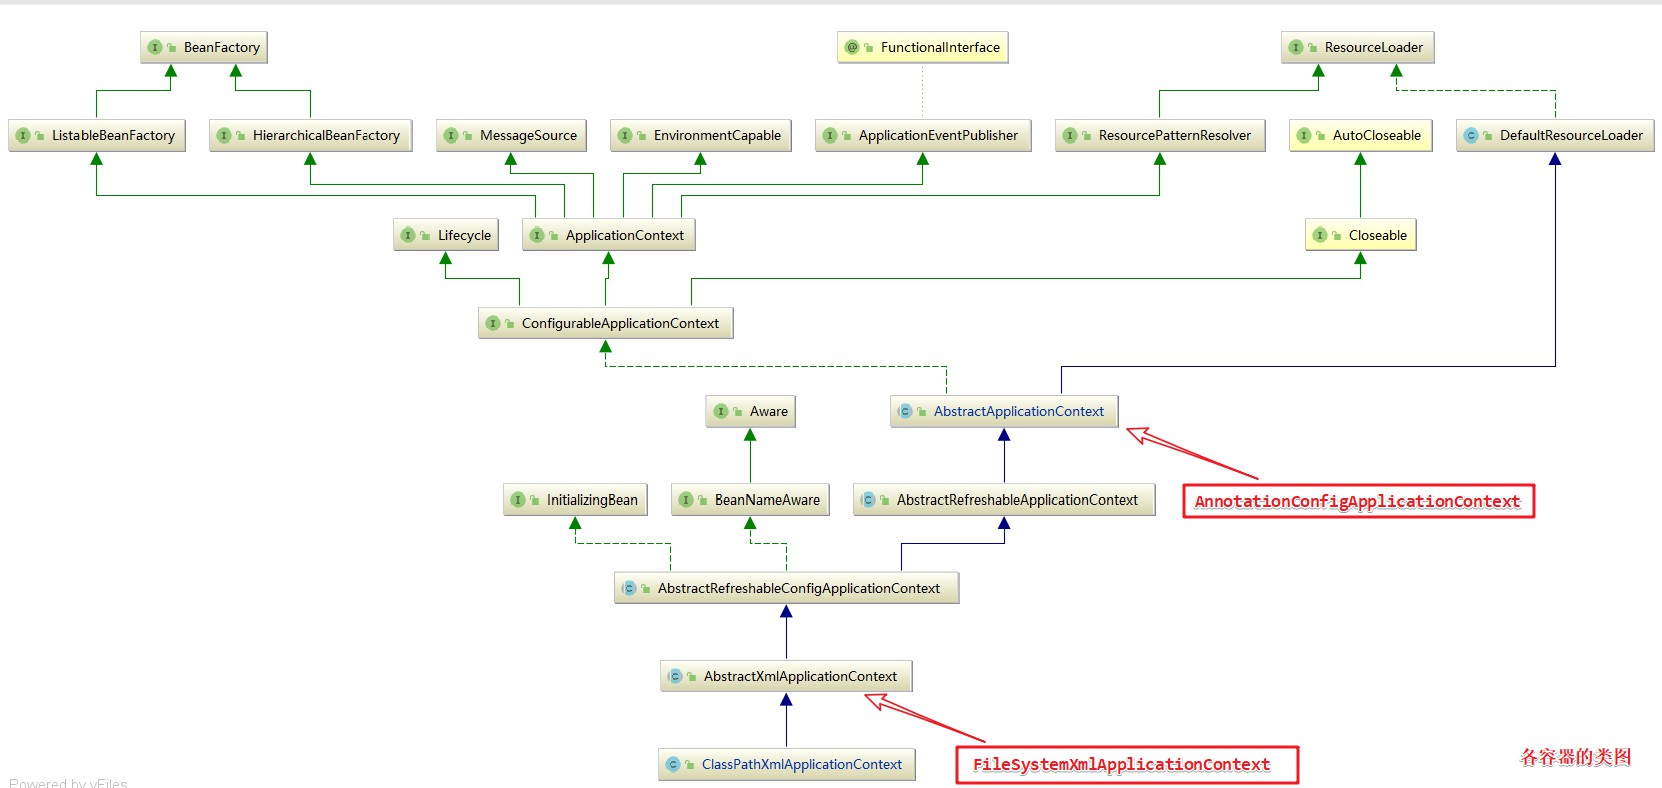 BeanFactory
FunctionalInterface
ResourceLoader
ListableBeanFactory
HierarchicalBeanFactory
MessageSource
EnvironmentCapable
ApplicationEventPublisher
ResourcePatternResolver
AutoCloseable
DefaultResourceLoader
Lifecycle
ApplicationContext
Closeable
ConfigurableApplicationContext
Aware
AbstractApplicationContext
InitializingBean
BeanNameAware
AbstractRefreshableApplicationContext
AnnotationConfigApplicationContext
AbstractRefreshableConfigApplicationContext
AbstractXmlApplicationContext
ClassPathXmlApplicationContext
FileSystemXmlApplicationContext
各容器的类图
Powered by yFiles